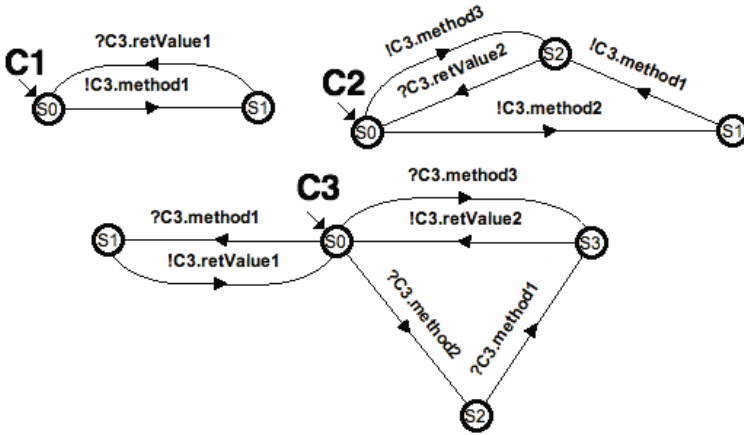 ?C3.retValue1
C1
!C3.method1
S0
S1
!C3.method3
S2
!C3.method1
?C3.retValue2
C2
!C3.method2
S0
S1
C3
?C3.method3
?C3.method1
!C3.retValue2
S1
S0
S3
!C3.retValue1
?C3.method2
?C3.method1
S2